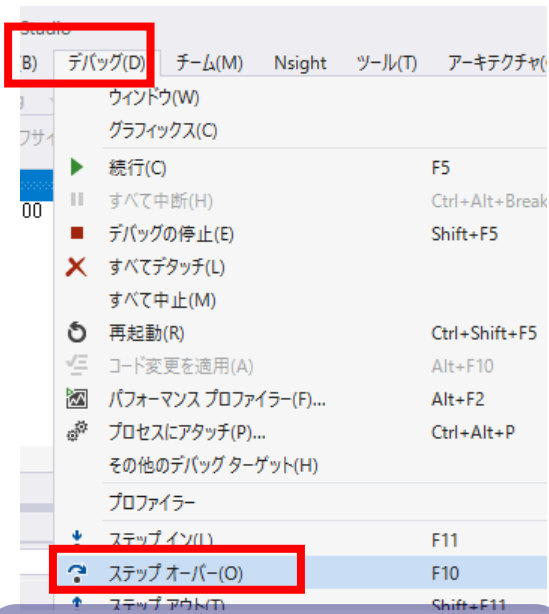 Studio
B) デバッグ(D) チーム(M) Nsight ツール(T) アーキテクチャ(
ウィンドウ(W)
フサイ グラフィックス(C)
続行(C) F5
00 すべて中断(H) Ctrl+Alt+Break
デバッグの停止(E) Shift+F5
すべてデタッチ(L)
すべて中止(M)
再起動(R) Ctrl+Shift+F5
コード変更を適用(A) Alt+F10
パフォーマンス プロファイラー(F)... Alt+F2
プロセスにアタッチ(P)... Ctrl+Alt+P
その他のデバッグ ターゲット(H)
プロファイラー
ステップ イン(I) F11
ステップ オーバー(O) F10
ステップ アウト(T) Shift+F11